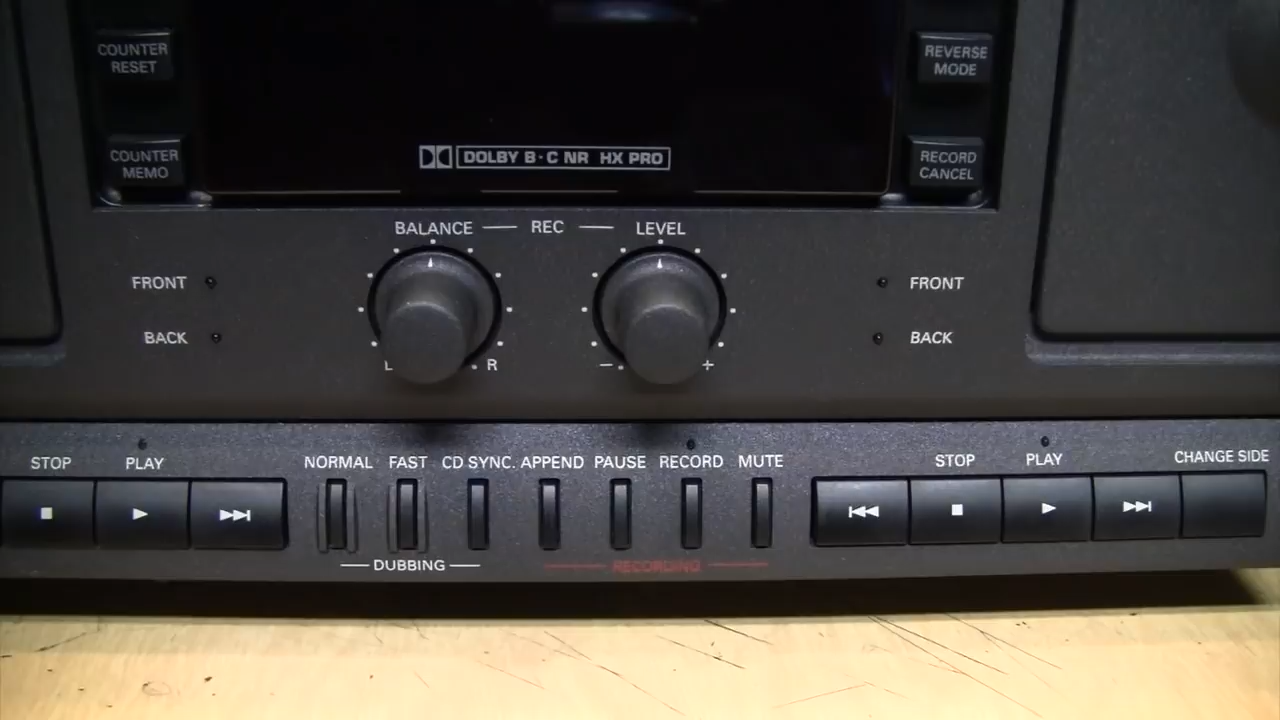 COUNTER
RESET
REVERSE
MODE
COUNTER
MEMO
DOLBY B·C NR HX PRO
RECORD
CANCEL
BALANCE REC LEVEL
FRONT
FRONT
BACK
BACK
L R
− +
STOP PLAY
NORMAL FAST CD SYNC. APPEND PAUSE RECORD MUTE
STOP PLAY CHANGE SIDE
DUBBING
RECORDING